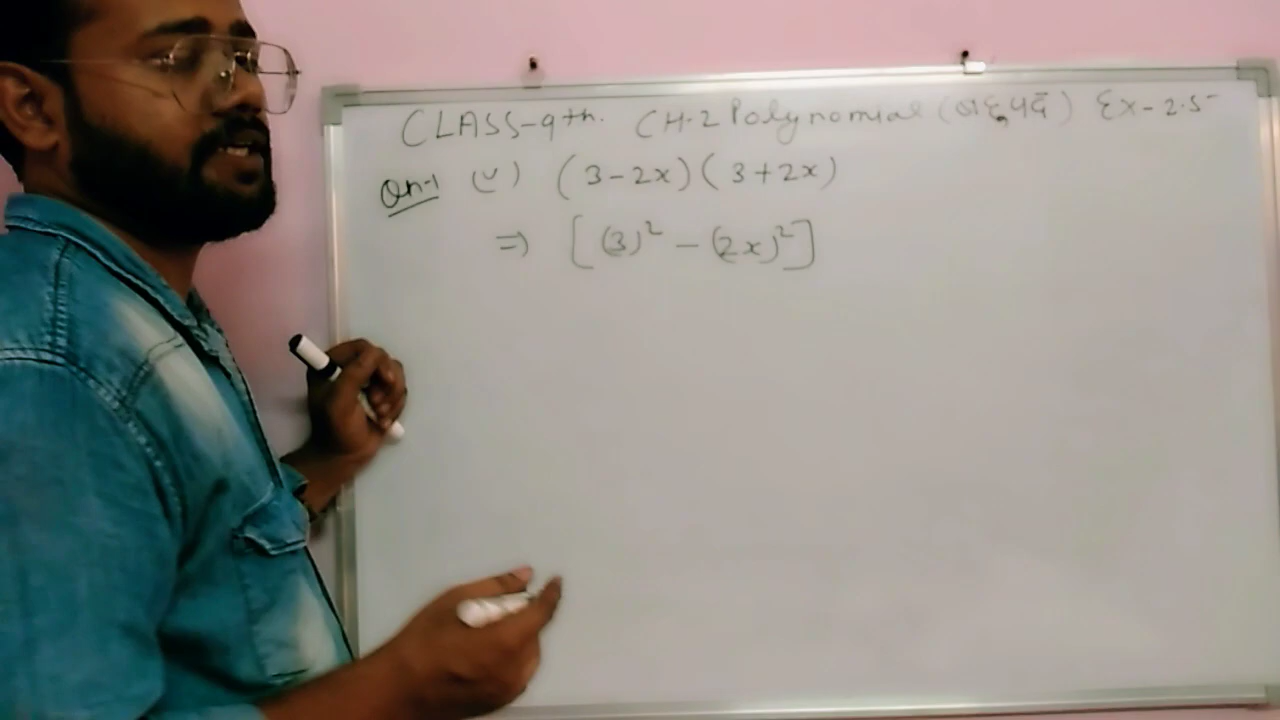 CLASS-9th. CH-2 Polynomial (बहुपद) Ex-2.5
Qn-1 (v) (3-2x)(3+2x)
⇒ [(3)² - (2x)²]